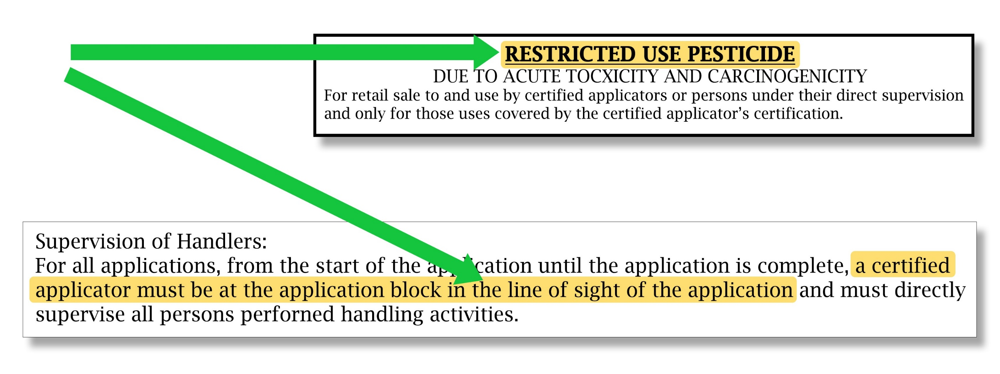 RESTRICTED USE PESTICIDE
DUE TO ACUTE TOCXICITY AND CARCINOGENICITY
For retail sale to and use by certified applicators or persons under their direct supervision
and only for those uses covered by the certified applicator’s certification.
Supervision of Handlers:
For all applications, from the start of the application until the application is complete, a certified
applicator must be at the application block in the line of sight of the application and must directly
supervise all persons perforned handling activities.